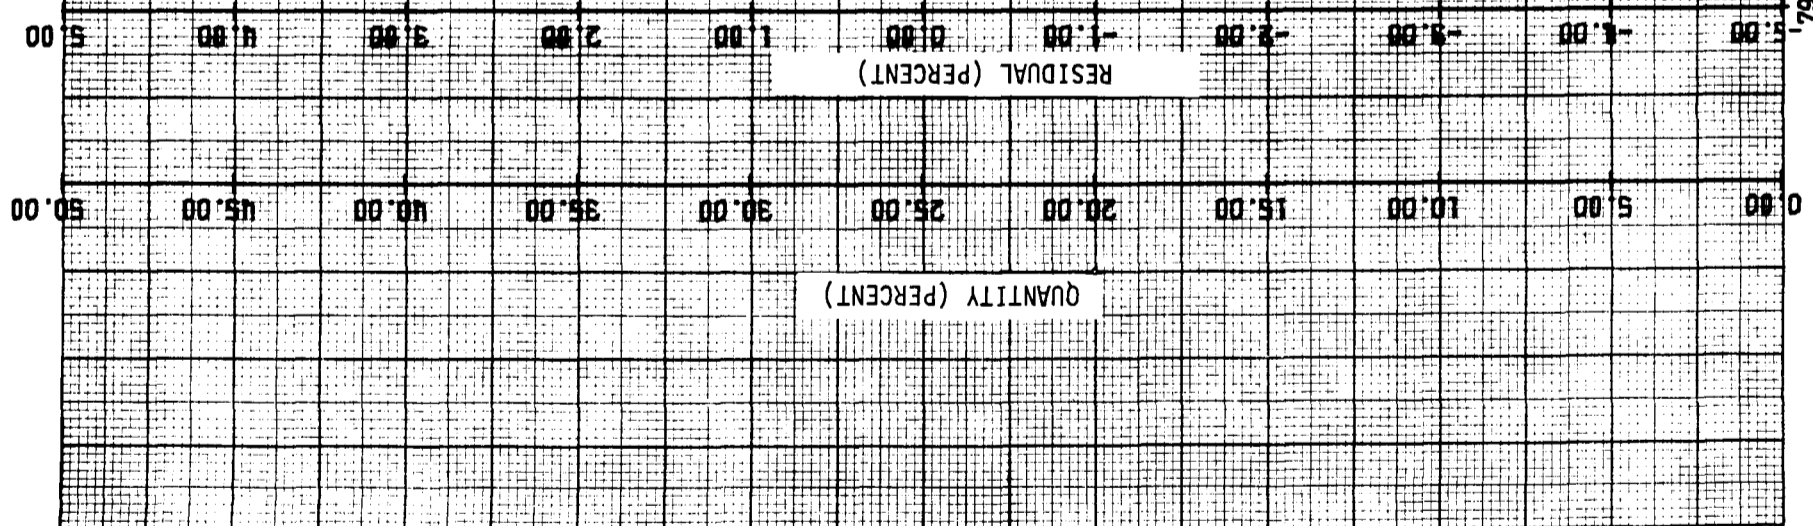 QUANTITY (PERCENT)
0.00 5.00 10.00 15.00 20.00 25.00 30.00 35.00 40.00 45.00 50.00
RESIDUAL (PERCENT)
-5.00 -4.00 -3.00 -2.00 -1.00 0.00 1.00 2.00 3.00 4.00 5.00